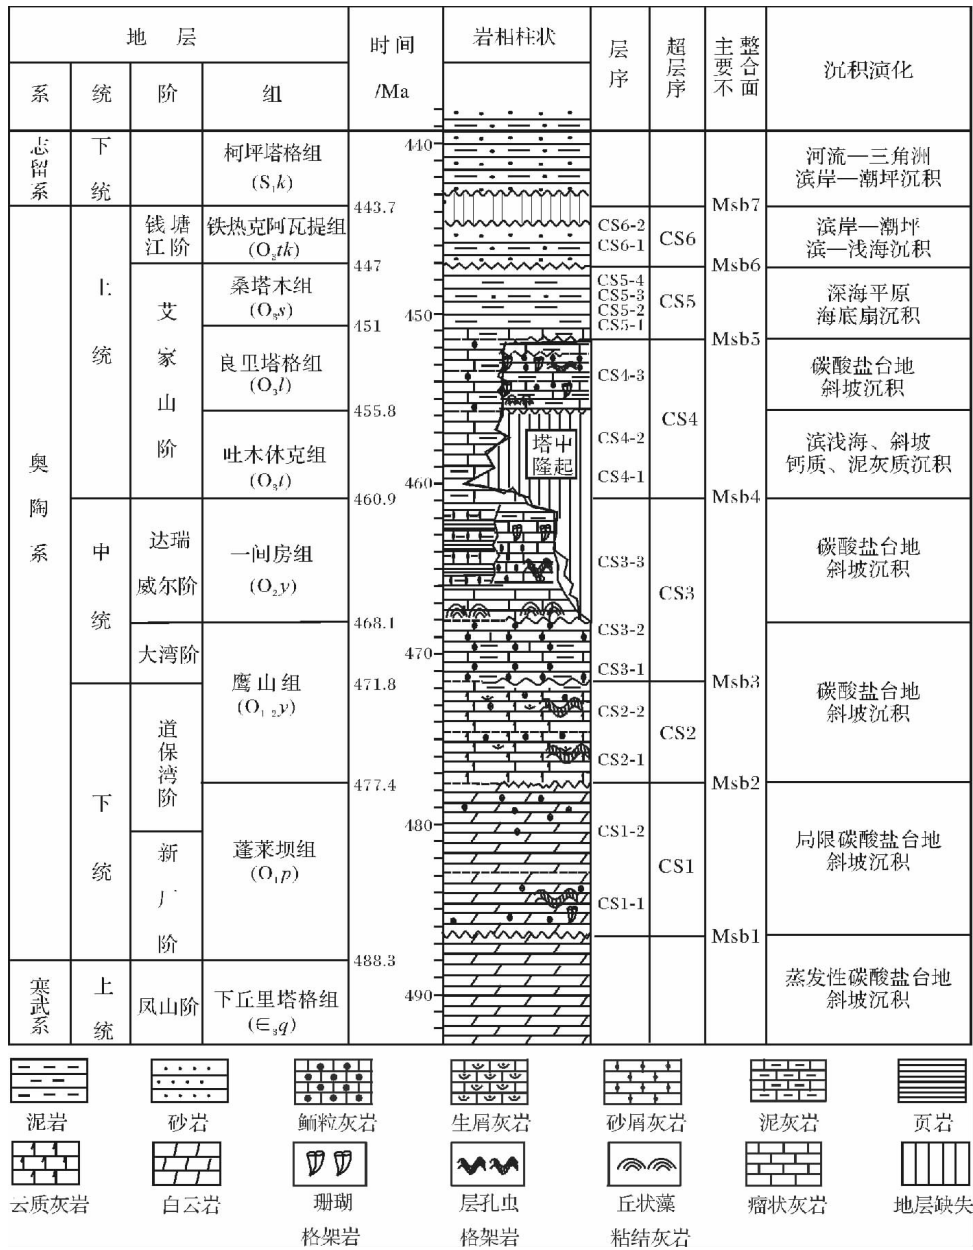 地 层
时间
/Ma
岩相柱状
层序
超层序
主要不整合面
沉积演化
系
统
阶
组
志留系
下统
柯坪塔格组
(S₁k)
440
河流—三角洲
滨岸—潮坪沉积
443.7
Msb7
奥陶系
上统
钱塘
江阶
铁热克阿瓦提组
(O₃tk)
CS6-2
CS6-1
CS6
滨岸—潮坪
滨—浅海沉积
447
Msb6
艾家山阶
桑塔木组
(O₃s)
450
CS5-4
CS5-3
CS5-2
CS5-1
CS5
深海平原
海底扇沉积
451
Msb5
良里塔格组
(O₃l)
CS4-3
CS4
碳酸盐台地
斜坡沉积
455.8
吐木休克组
(O₃t)
塔中
隆起
CS4-2
CS4-1
滨浅海、斜坡
钙质、泥灰质沉积
460
460.9
Msb4
中统
达瑞
威尔阶
一间房组
(O₂y)
CS3-3
CS3
碳酸盐台地
斜坡沉积
468.1
CS3-2
大湾阶
470
CS3-1
471.8
Msb3
鹰山组
(O₁₋₂y)
碳酸盐台地
斜坡沉积
下统
道保湾阶
CS2-2
CS2
CS2-1
477.4
Msb2
蓬莱坝组
(O₁p)
480
CS1-2
CS1
局限碳酸盐台地
斜坡沉积
新厂阶
CS1-1
Msb1
488.3
寒武系
上统
凤山阶
下丘里塔格组
(∈₃q)
490
蒸发性碳酸盐台地
斜坡沉积
泥岩
砂岩
鲕粒灰岩
生屑灰岩
砂屑灰岩
泥灰岩
页岩
云质灰岩
白云岩
珊瑚
格架岩
层孔虫
格架岩
丘状藻
粘结灰岩
瘤状灰岩
地层缺失